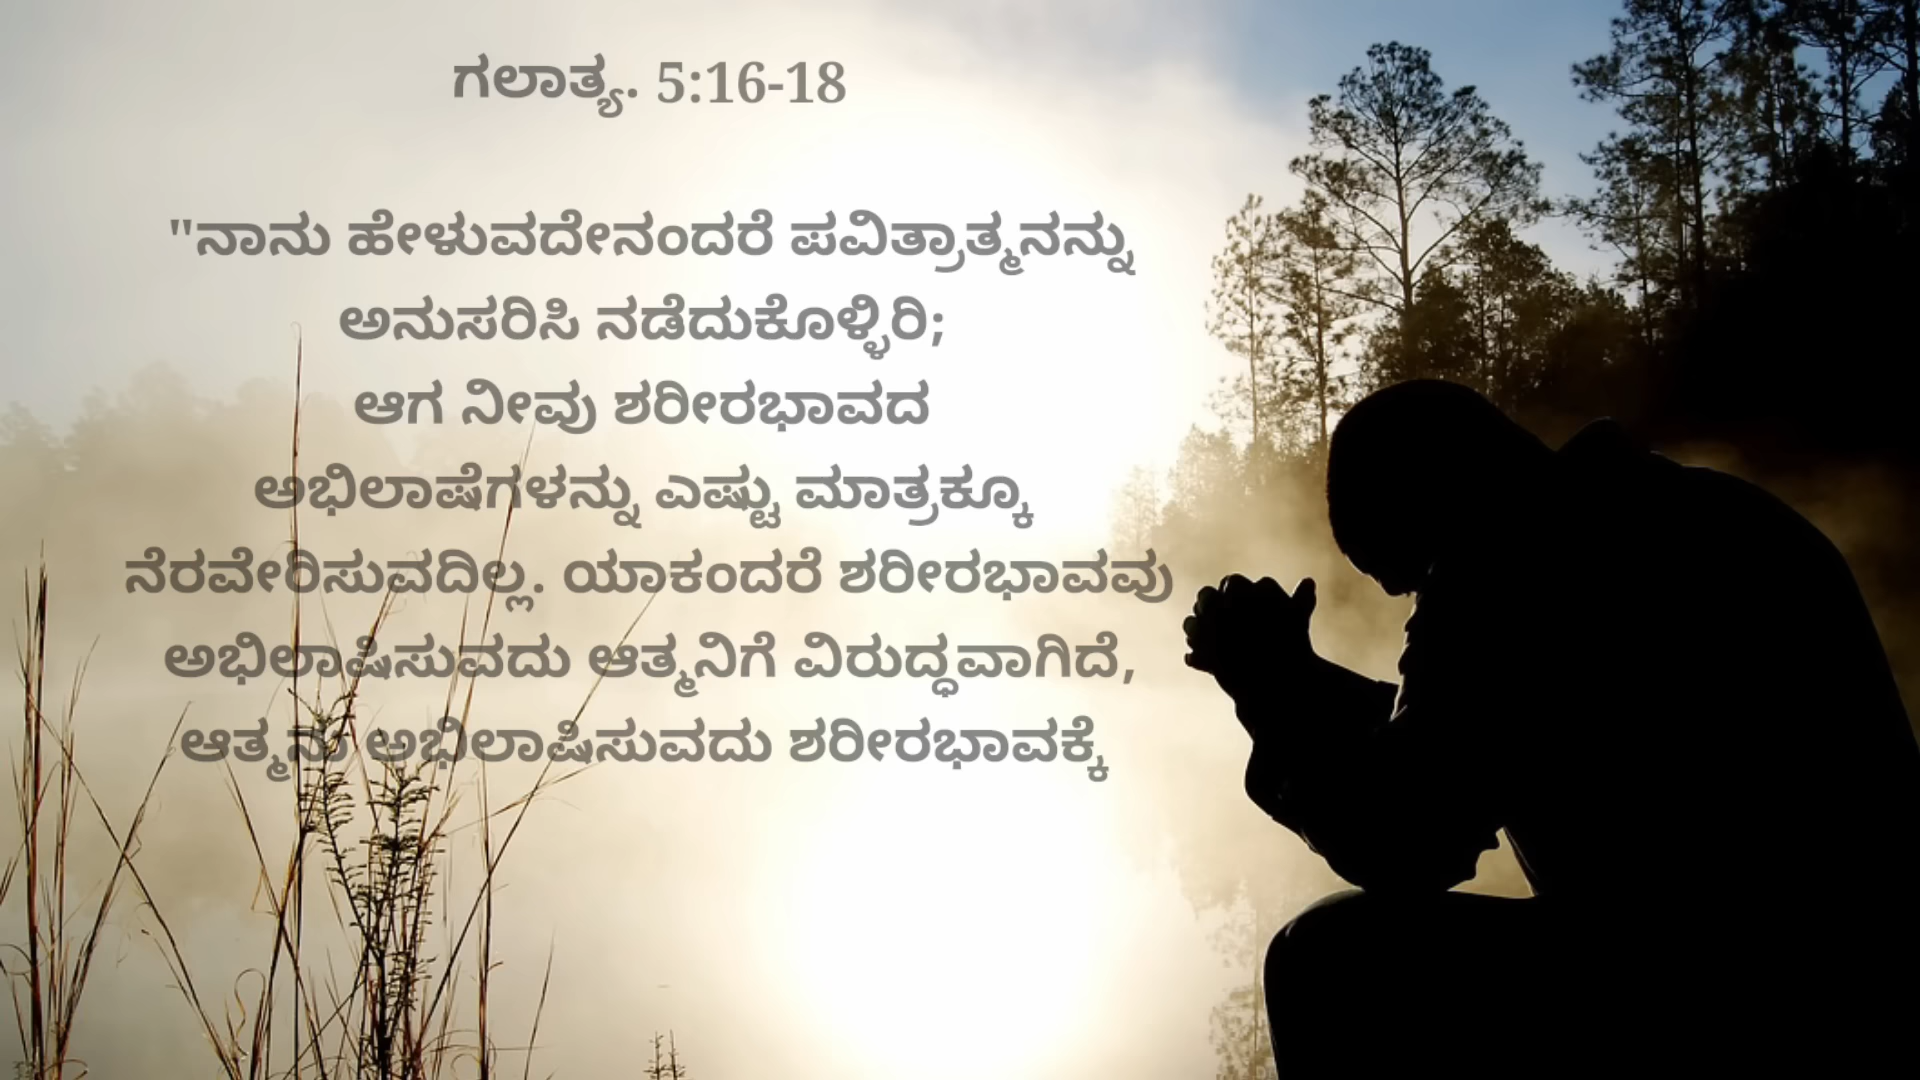 ಗಲಾತ್ಯ. 5:16-18
"ನಾನು ಹೇಳುವದೇನಂದರೆ ಪವಿತ್ರಾತ್ಮನನ್ನು
ಅನುಸರಿಸಿ ನಡೆದುಕೊಳ್ಳಿರಿ;
ಆಗ ನೀವು ಶರೀರಭಾವದ
ಅಭಿಲಾಷೆಗಳನ್ನು ಎಷ್ಟು ಮಾತ್ರಕ್ಕೂ
ನೆರವೇರಿಸುವದಿಲ್ಲ. ಯಾಕಂದರೆ ಶರೀರಭಾವವು
ಅಭಿಲಾಷಿಸುವದು ಆತ್ಮನಿಗೆ ವಿರುದ್ಧವಾಗಿದೆ,
ಆತ್ಮನು ಅಭಿಲಾಷಿಸುವದು ಶರೀರಭಾವಕ್ಕೆ